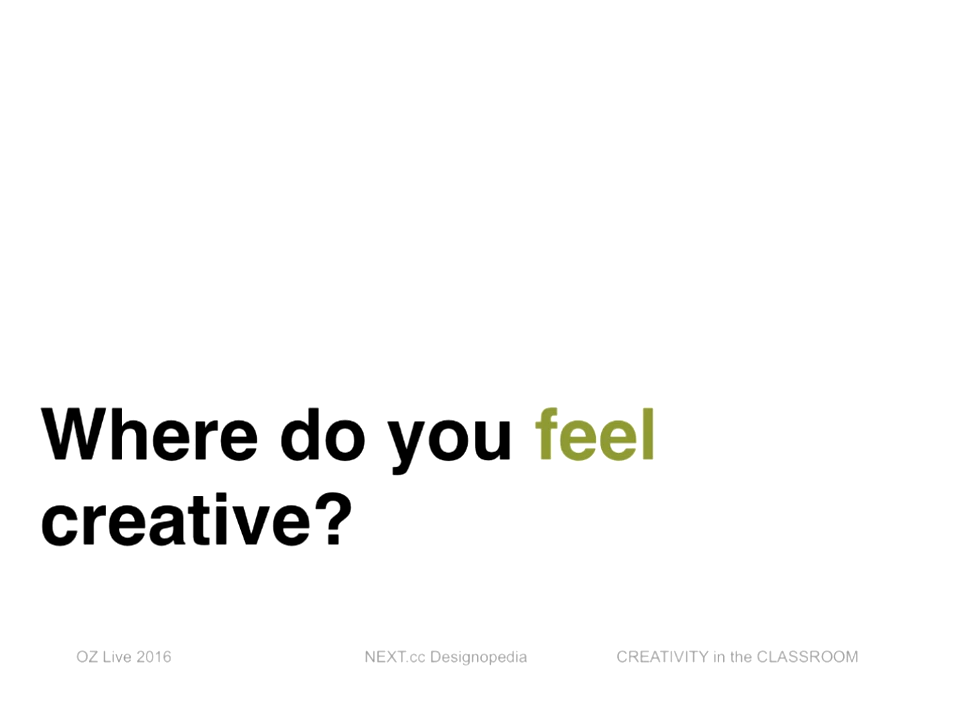 Where do you feel
creative?
OZ Live 2016 NEXT.cc Designopedia CREATIVITY in the CLASSROOM